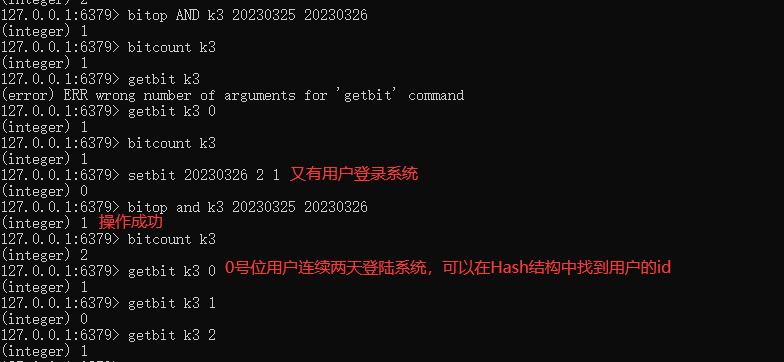 (integer) 2
127.0.0.1:6379> bitop AND k3 20230325 20230326
(integer) 1
127.0.0.1:6379> bitcount k3
(integer) 1
127.0.0.1:6379> getbit k3
(error) ERR wrong number of arguments for 'getbit' command
127.0.0.1:6379> getbit k3 0
(integer) 1
127.0.0.1:6379> bitcount k3
(integer) 1
127.0.0.1:6379> setbit 20230326 2 1 又有用户登录系统
(integer) 0
127.0.0.1:6379> bitop and k3 20230325 20230326
(integer) 1 操作成功
127.0.0.1:6379> bitcount k3
(integer) 2
127.0.0.1:6379> getbit k3 0 0号位用户连续两天登陆系统，可以在Hash结构中找到用户的id
(integer) 1
127.0.0.1:6379> getbit k3 1
(integer) 0
127.0.0.1:6379> getbit k3 2
(integer) 1